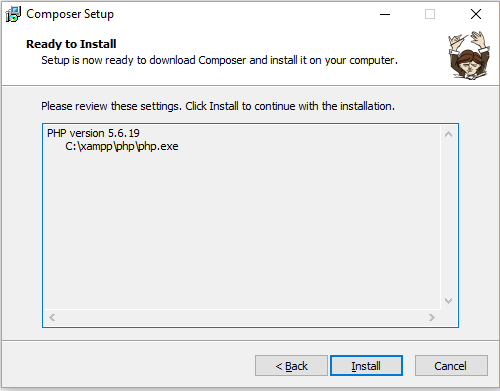 Composer Setup
Ready to Install
Setup is now ready to download Composer and install it on your computer.
Please review these settings. Click Install to continue with the installation.
PHP version 5.6.19
C:\xampp\php\php.exe
< Back
Install
Cancel